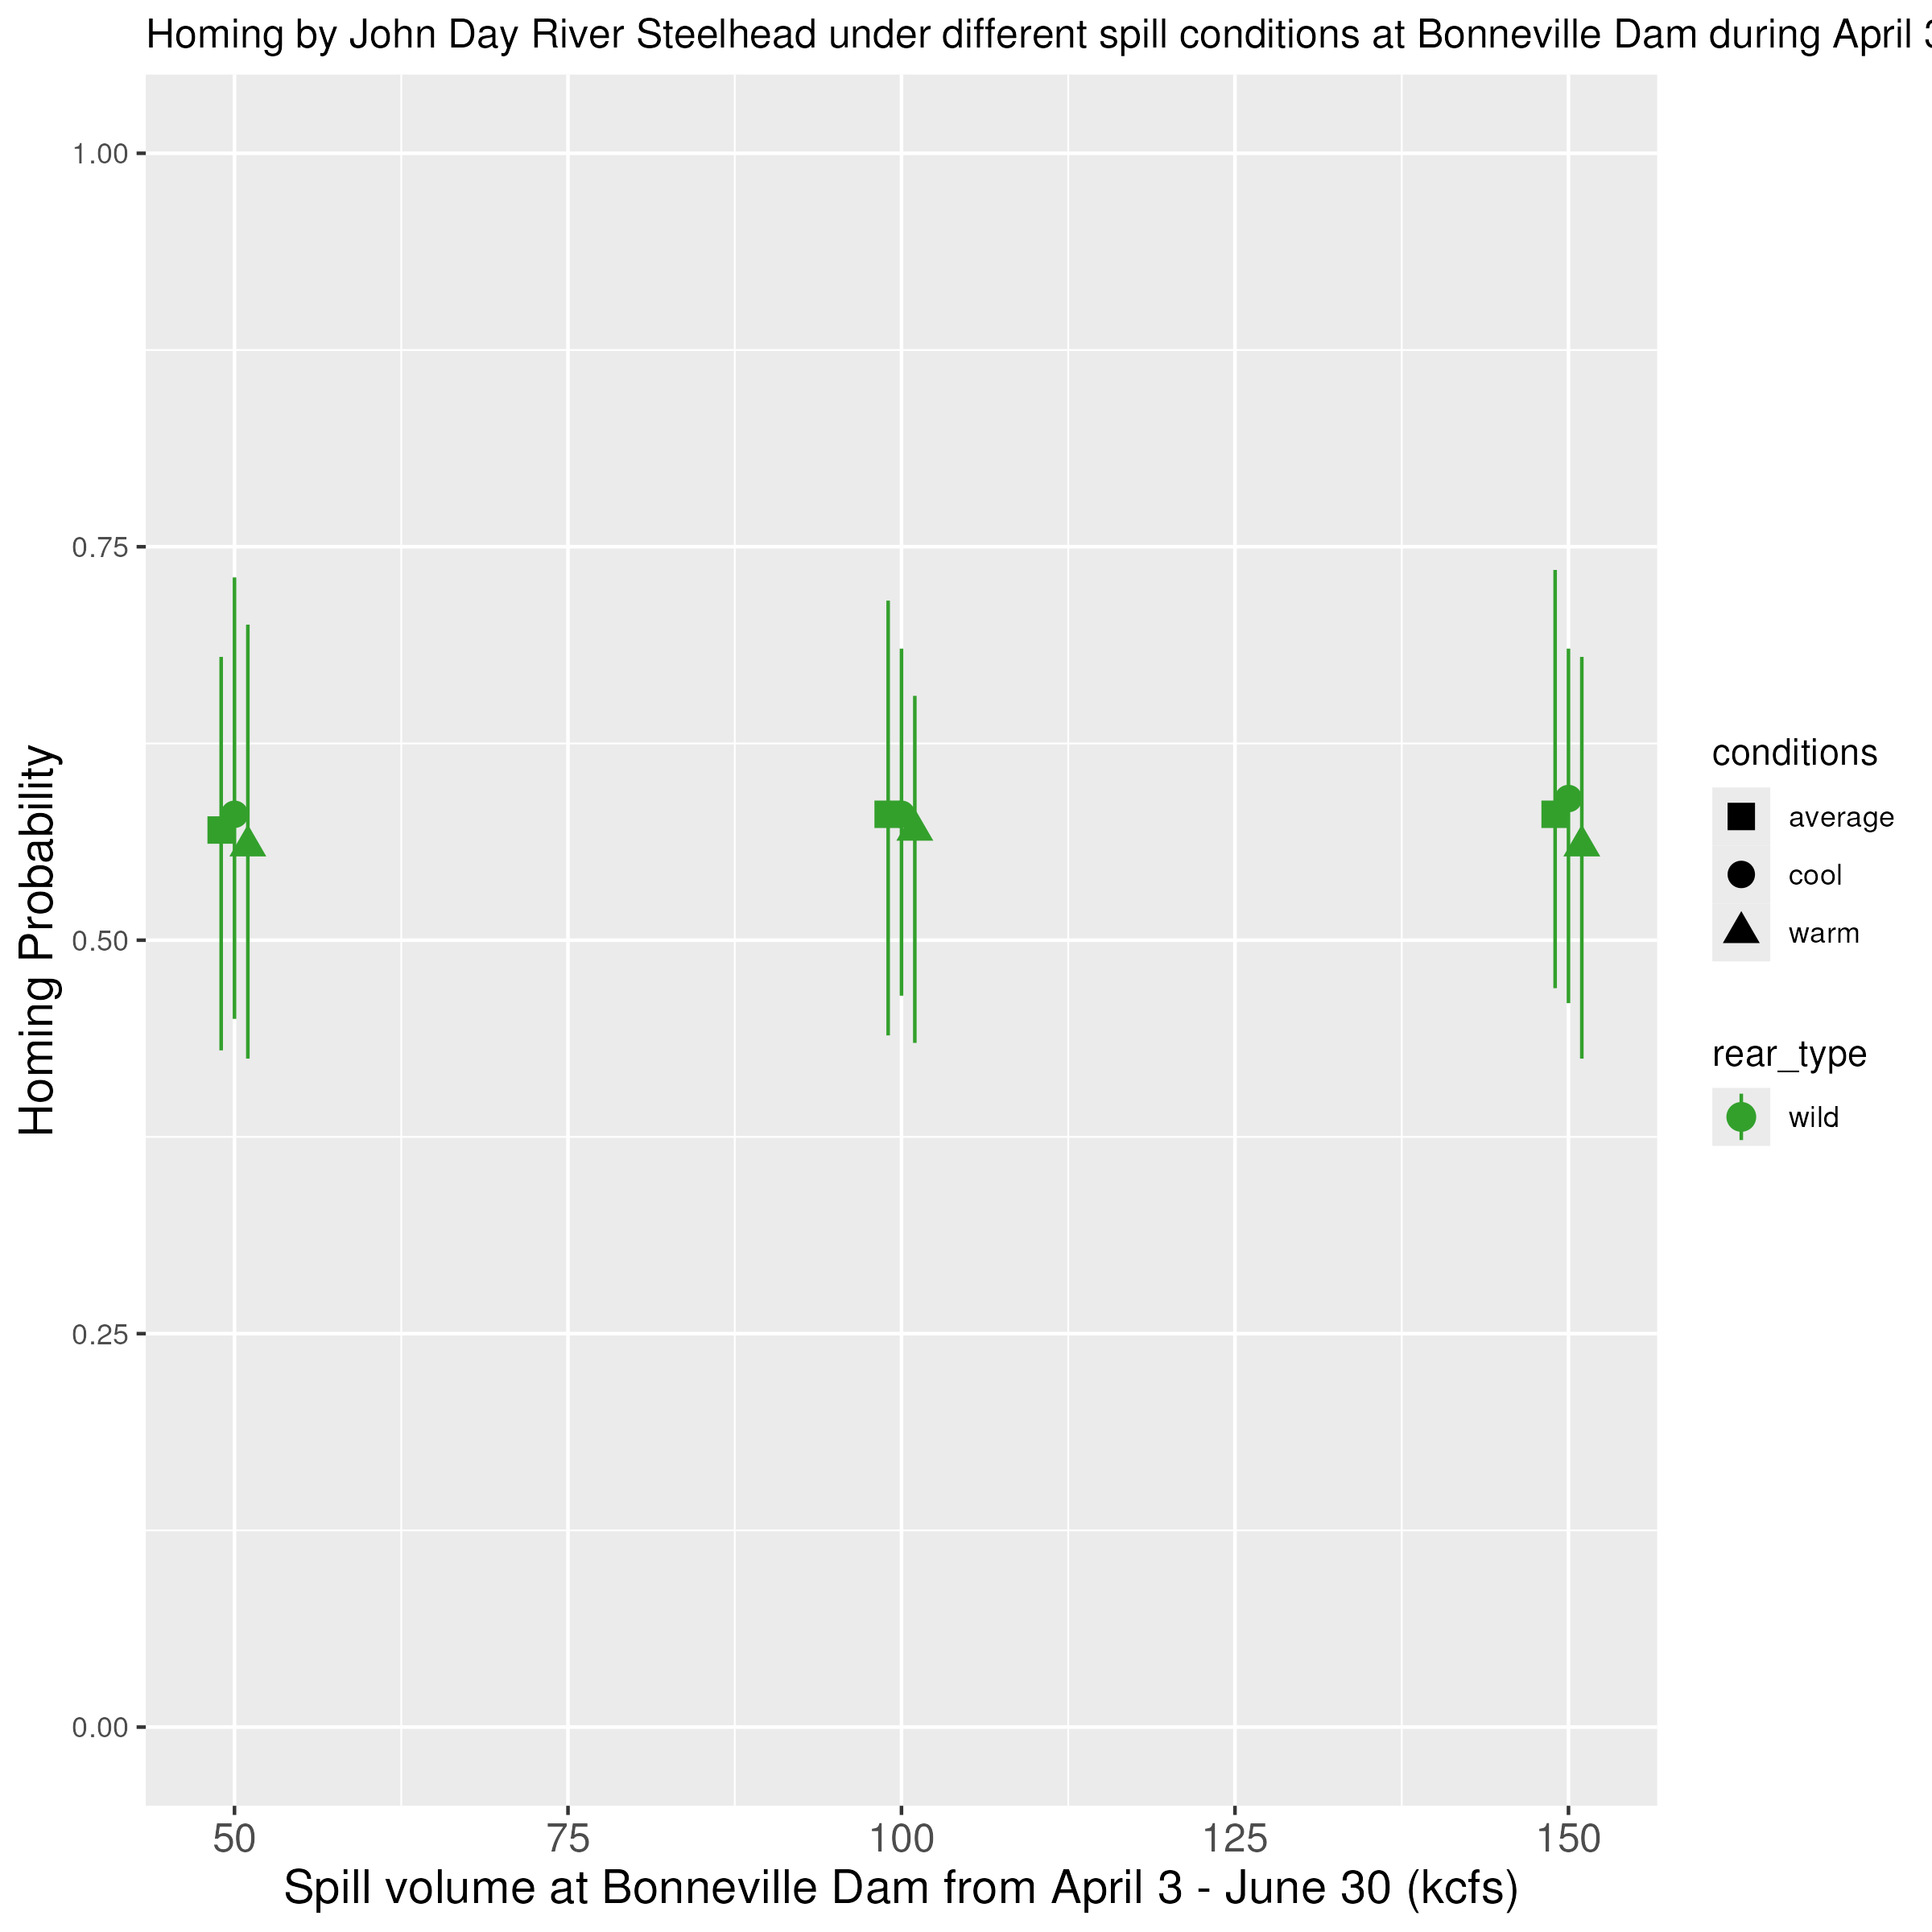 Homing by John Day River Steelhead under different spill conditions at Bonneville Dam during April
1.00
0.75
0.50
0.25
0.00
Homing Probability
50 75 100 125 150
Spill volume at Bonneville Dam from April 3 - June 30 (kcfs)
conditions
average
cool
warm
rear_type
wild